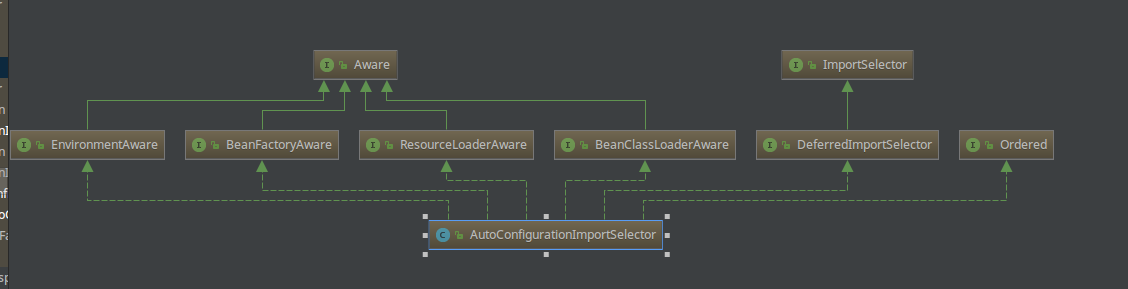 Aware
ImportSelector
EnvironmentAware
BeanFactoryAware
ResourceLoaderAware
BeanClassLoaderAware
DeferredImportSelector
Ordered
AutoConfigurationImportSelector